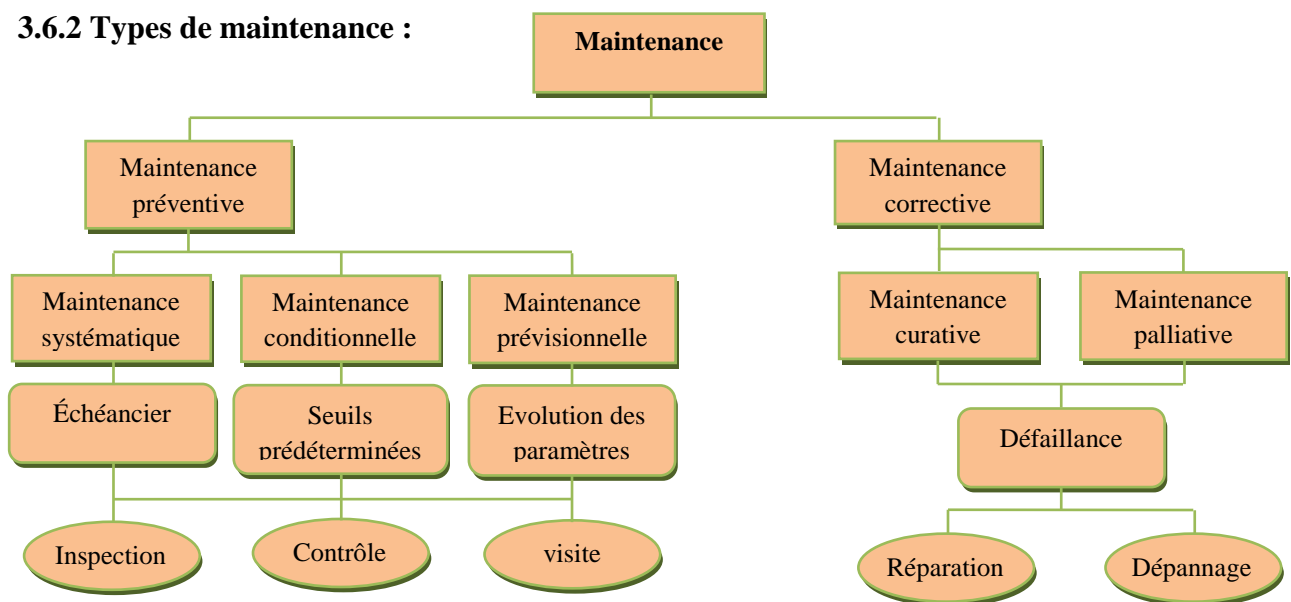 3.6.2 Types de maintenance :
Maintenance
Maintenance
préventive
Maintenance
corrective
Maintenance
systématique
Maintenance
conditionnelle
Maintenance
prévisionnelle
Maintenance
curative
Maintenance
palliative
Échéancier
Seuils
prédéterminées
Evolution des
paramètres
Défaillance
Inspection
Contrôle
visite
Réparation
Dépannage